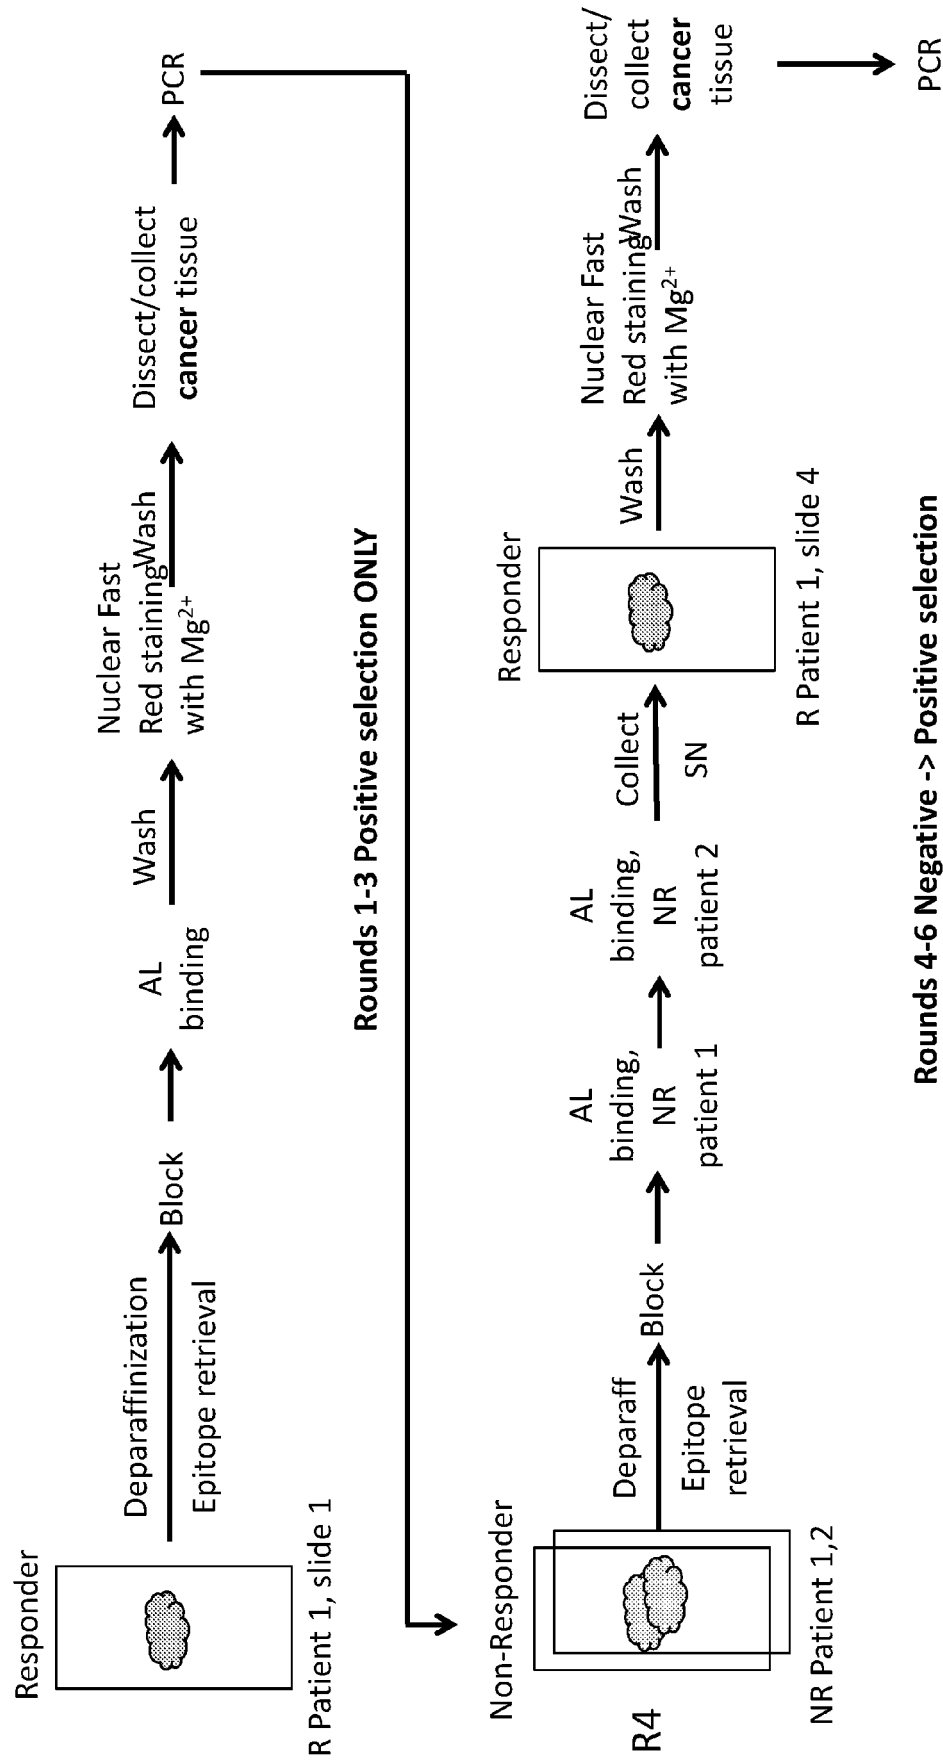 Responder
R Patient 1, slide 1
Deparaffinization
Epitope retrieval
Block
AL
binding
Wash
Nuclear Fast
Red staining
with Mg2+
Wash
Dissect/collect
cancer tissue
PCR
Rounds 1-3 Positive selection ONLY
R4
Non-Responder
NR Patient 1,2
Deparaff
Epitope
retrieval
Block
AL
binding,
NR
patient 1
AL
binding,
NR
patient 2
Collect
SN
Responder
R Patient 1, slide 4
Wash
Nuclear Fast
Red staining
with Mg2+
Wash
Dissect/
collect
cancer
tissue
PCR
Rounds 4-6 Negative -> Positive selection